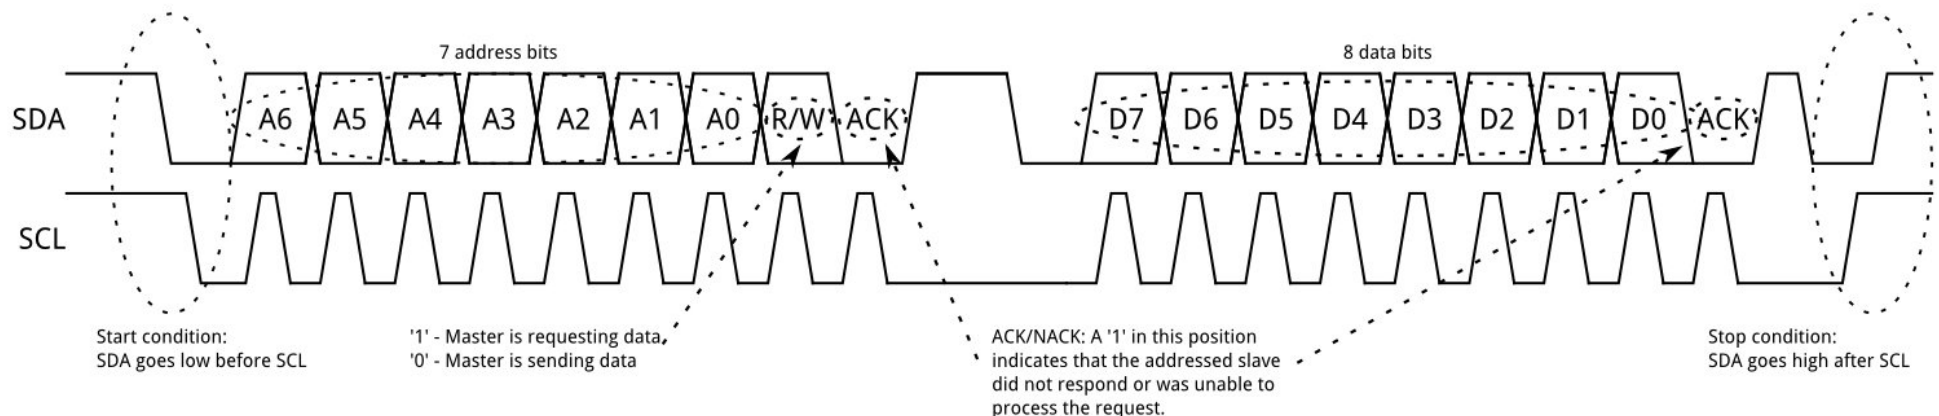 7 address bits
8 data bits
SDA
A6
A5
A4
A3
A2
A1
A0
R/W
ACK
D7
D6
D5
D4
D3
D2
D1
D0
ACK
SCL
Start condition:
SDA goes low before SCL
'1' - Master is requesting data
'0' - Master is sending data
ACK/NACK: A '1' in this position
indicates that the addressed slave
did not respond or was unable to
process the request.
Stop condition:
SDA goes high after SCL